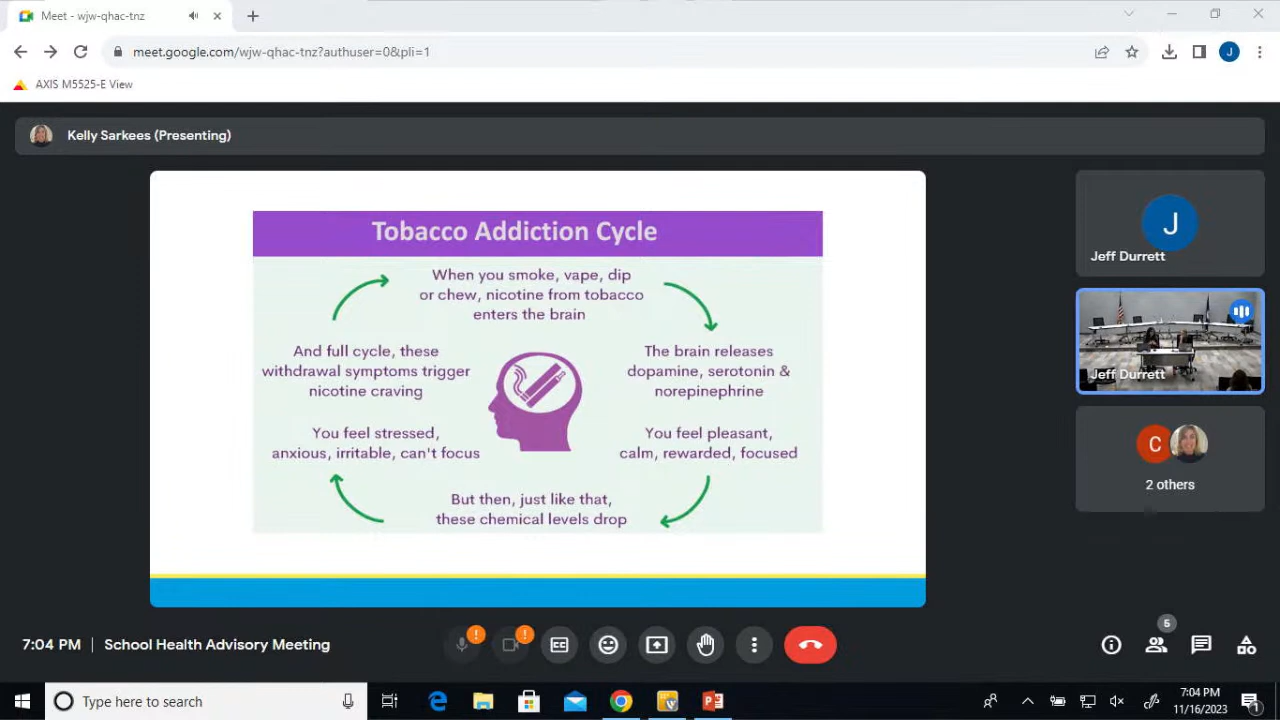 Meet - wjw-qhac-tnz
meet.google.com/wjw-qhac-tnz?authuser=0&pli=1
J
AXIS M5525-E View
Kelly Sarkees (Presenting)
Tobacco Addiction Cycle
When you smoke, vape, dip
or chew, nicotine from tobacco
enters the brain
The brain releases
dopamine, serotonin &
norepinephrine
You feel pleasant,
calm, rewarded, focused
But then, just like that,
these chemical levels drop
You feel stressed,
anxious, irritable, can't focus
And full cycle, these
withdrawal symptoms trigger
nicotine craving
J
Jeff Durrett
Jeff Durrett
C
2 others
7:04 PM | School Health Advisory Meeting
!
!
CC
5
Type here to search
7:04 PM
11/16/2023
1